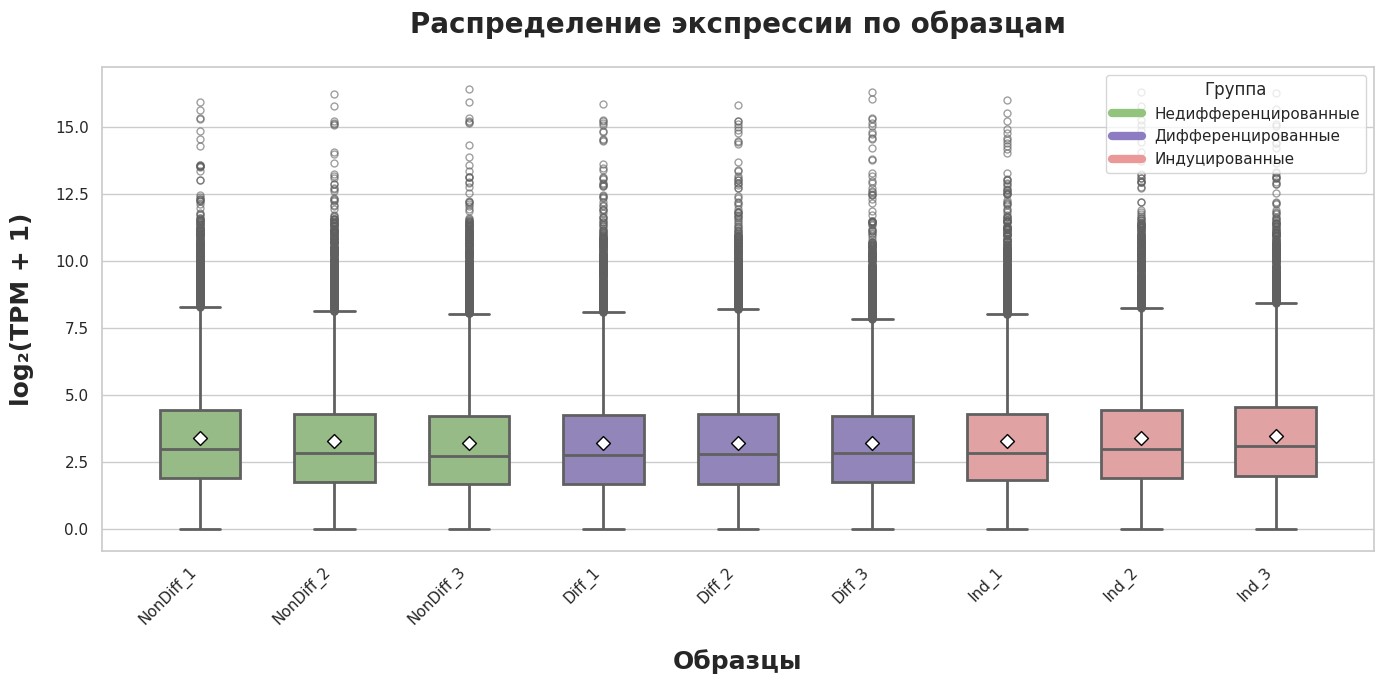 Распределение экспрессии по образцам
log₂(TPM + 1)
15.0
12.5
10.0
7.5
5.0
2.5
0.0
Группа
Недифференцированные
Дифференцированные
Индуцированные
NonDiff_1
NonDiff_2
NonDiff_3
Diff_1
Diff_2
Diff_3
Ind_1
Ind_2
Ind_3
Образцы